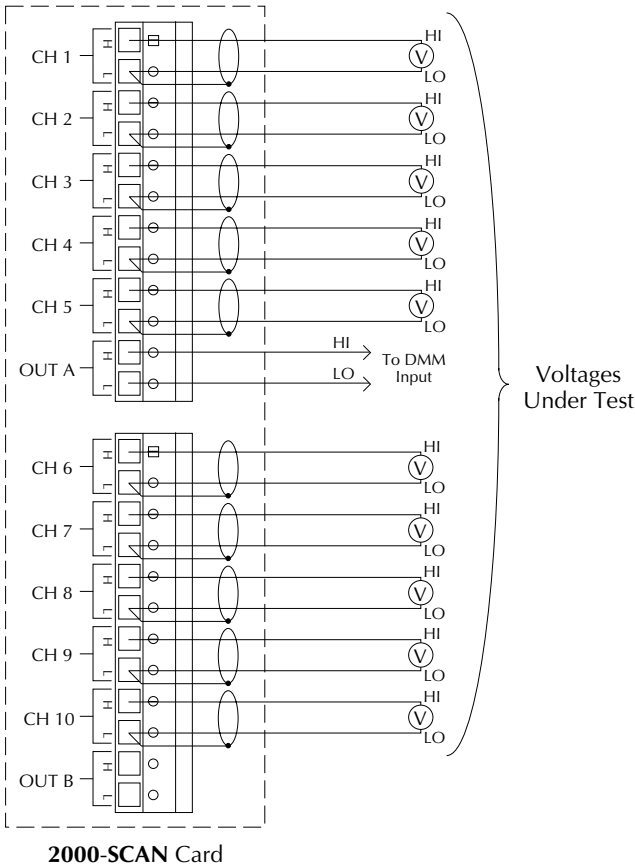 CH 1
H
L
HI
V
LO
CH 2
H
L
HI
V
LO
CH 3
H
L
HI
V
LO
CH 4
H
L
HI
V
LO
CH 5
H
L
HI
V
LO
OUT A
H
L
HI
LO
To DMM
Input
Voltages
Under Test
CH 6
H
L
HI
V
LO
CH 7
H
L
HI
V
LO
CH 8
H
L
HI
V
LO
CH 9
H
L
HI
V
LO
CH 10
H
L
HI
V
LO
OUT B
H
L
2000-SCAN Card